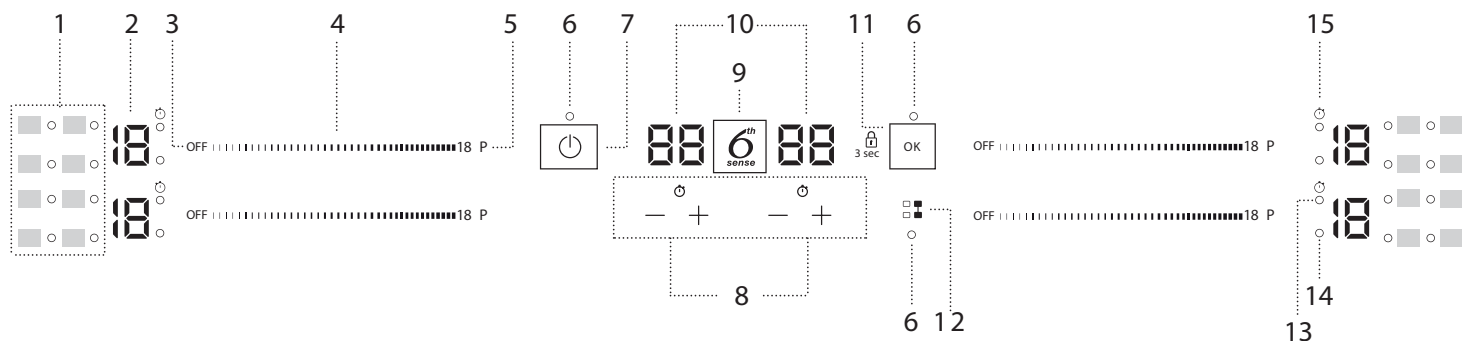 1 2 3 4 5 6 7 10 11 6 15
9
18 OFF 18 P 88 6th sense 88 3 sec OK OFF 18 P 18
18 OFF 18 P − + − + OFF 18 P 18
8 6 12 13 14